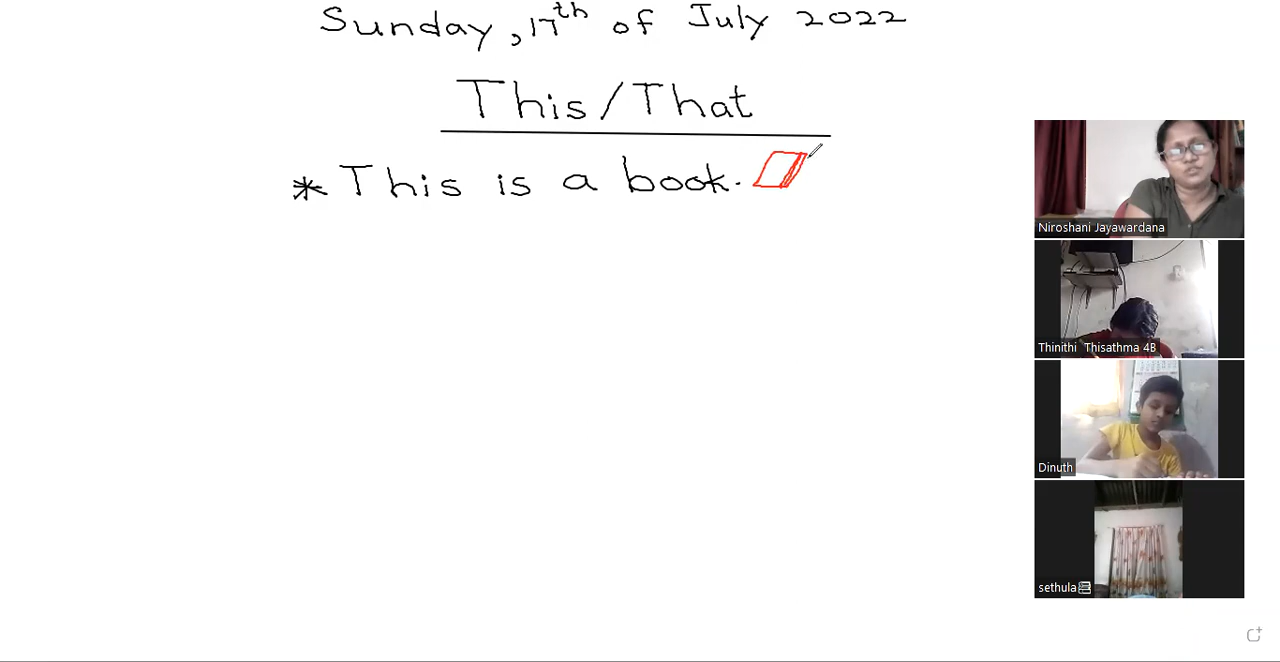 Sunday, 17th of July 2022
This/That
* This is a book.
Niroshani Jayawardana
Thinithi Thisathma 4B
Dinuth
sethula